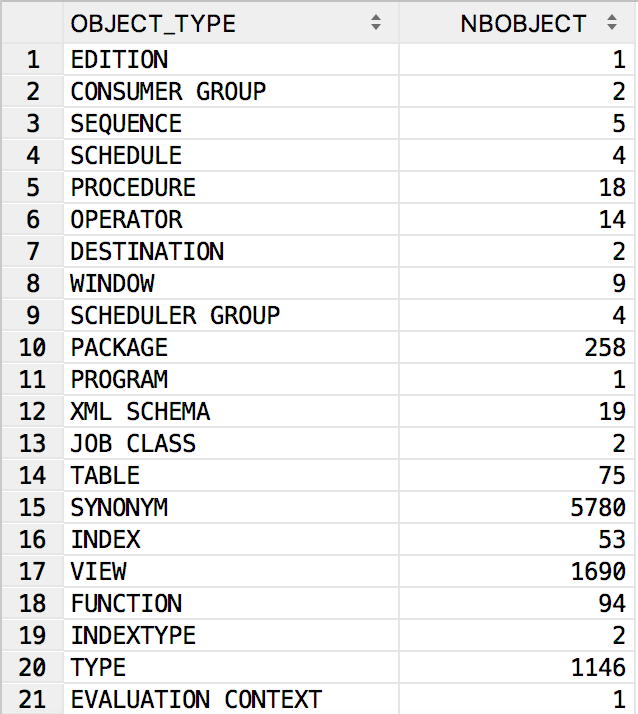 OBJECT_TYPE NBOBJECT
1 EDITION 1
2 CONSUMER GROUP 2
3 SEQUENCE 5
4 SCHEDULE 4
5 PROCEDURE 18
6 OPERATOR 14
7 DESTINATION 2
8 WINDOW 9
9 SCHEDULER GROUP 4
10 PACKAGE 258
11 PROGRAM 1
12 XML SCHEMA 19
13 JOB CLASS 2
14 TABLE 75
15 SYNONYM 5780
16 INDEX 53
17 VIEW 1690
18 FUNCTION 94
19 INDEXTYPE 2
20 TYPE 1146
21 EVALUATION CONTEXT 1